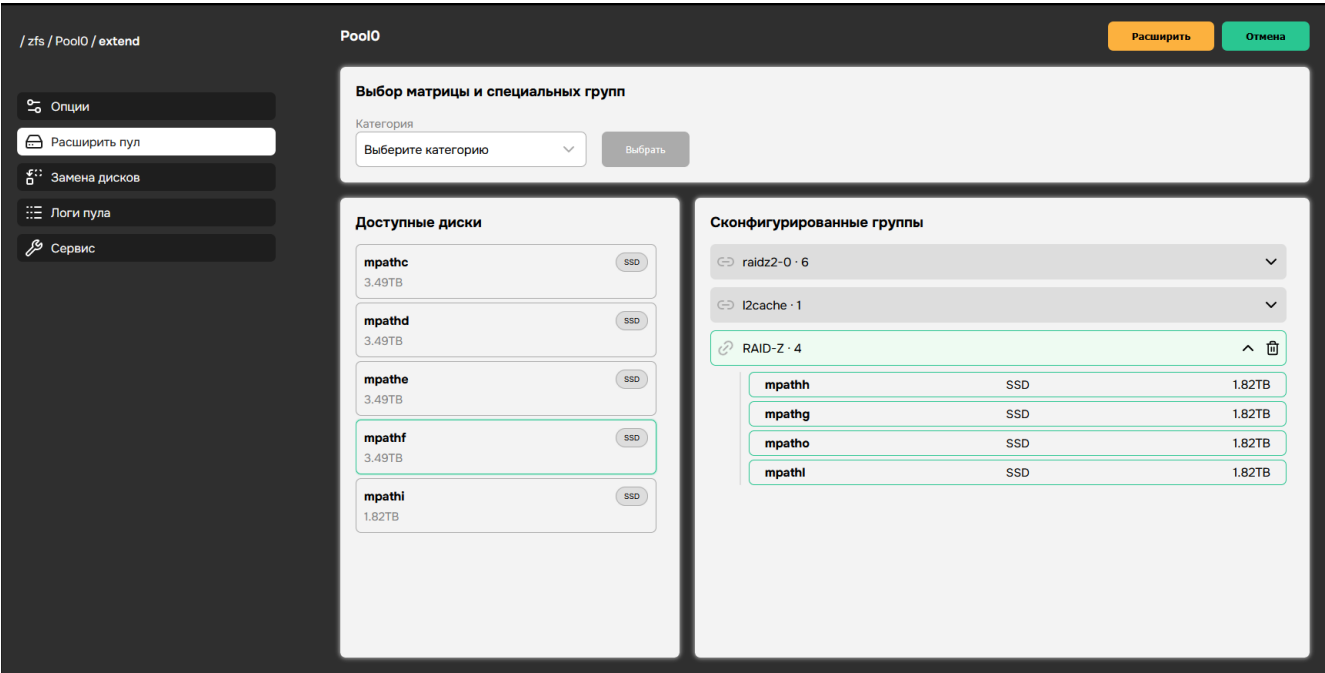 / zfs / Pool0 / extend
Опции
Расширить пул
Замена дисков
Логи пула
Сервис
Pool0
Расширить
Отмена
Выбор матрицы и специальных групп
Категория
Выберите категорию
Выбрать
Доступные диски
mpathc SSD
3.49TB
mpathd SSD
3.49TB
mpathe SSD
3.49TB
mpathf SSD
3.49TB
mpathi SSD
1.82TB
Сконфигурированные группы
raidz2-0 · 6
l2cache · 1
RAID-Z · 4
mpathh SSD 1.82TB
mpathg SSD 1.82TB
mpatho SSD 1.82TB
mpathl SSD 1.82TB